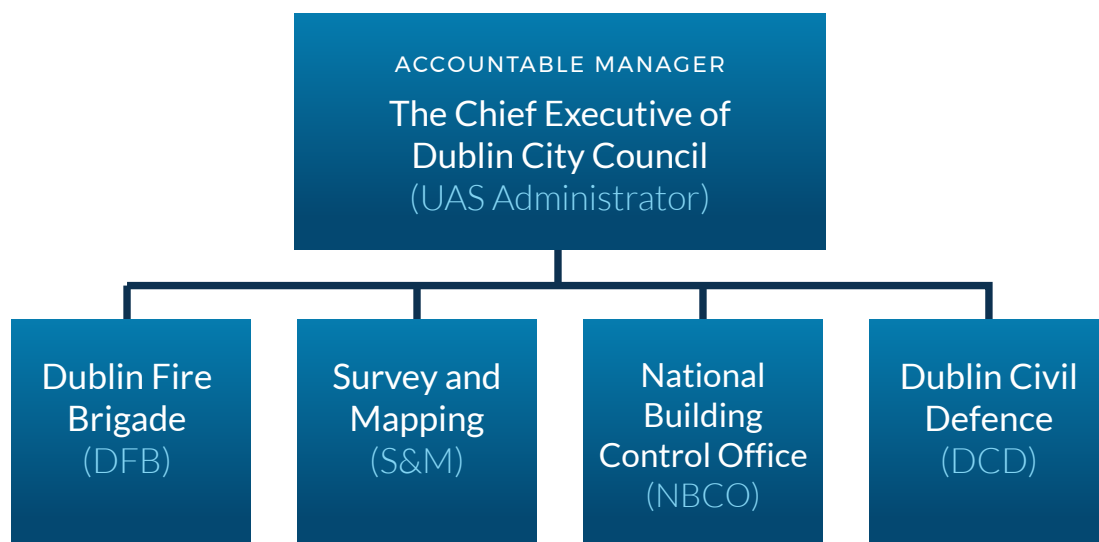 ACCOUNTABLE MANAGER
The Chief Executive of
Dublin City Council
(UAS Administrator)
Dublin Fire
Brigade
(DFB)
Survey and
Mapping
(S&M)
National
Building
Control Office
(NBCO)
Dublin Civil
Defence
(DCD)